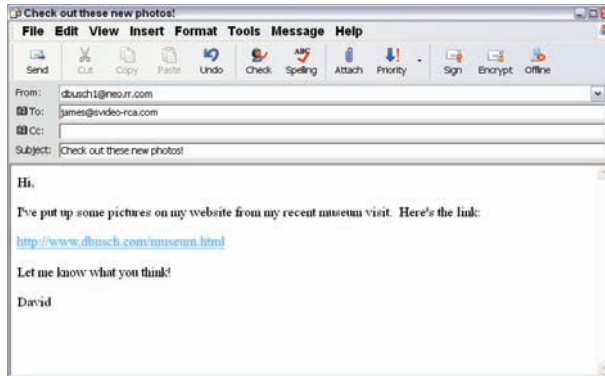 Check out these new photos!
File Edit View Insert Format Tools Message Help
Send Cut Copy Paste Undo Check ABC Spelling Attach Priority Sign Encrypt Offline
From: dbusch1@neo.rr.com
To: james@svideo-rca.com
Cc:
Subject: Check out these new photos!
Hi,
I've put up some pictures on my website from my recent museum visit. Here's the link:
http://www.dbusch.com/museum.html
Let me know what you think!
David